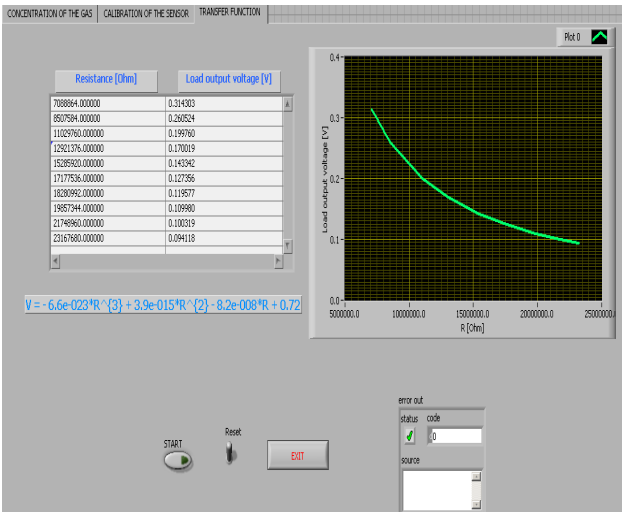 CONCENTRATION OF THE GAS CALIBRATION OF THE SENSOR TRANSFER FUNCTION
Plot 0
Resistance [Ohm] Load output voltage [V]
7088864.000000 0.314303
8507584.000000 0.260524
11029760.000000 0.199760
12921376.000000 0.170019
15285920.000000 0.143342
17177536.000000 0.127356
18280992.000000 0.119577
19857344.000000 0.109980
21748960.000000 0.100319
23167680.000000 0.094118
V = - 6.6e-023*R^{3} + 3.9e-015*R^{2} - 8.2e-008*R + 0.72
Load output voltage [V]
0.4
0.3
0.2
0.1
0.0
5000000.0 10000000.0 15000000.0 20000000.0 25000000.
R [Ohm]
START
Reset
EXIT
error out
status code
0
source